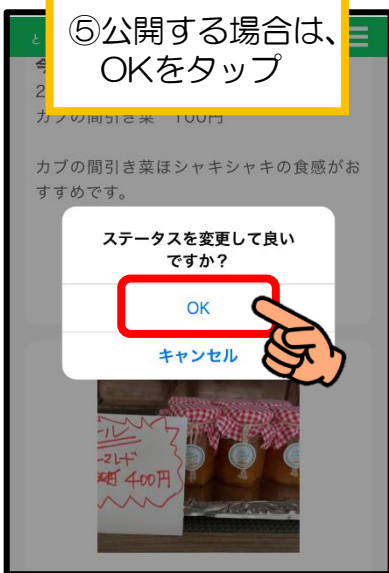 ⑤公開する場合は、
OKをタップ
と
今
2
カブの間引き菜 100円
カブの間引き菜ほシャキシャキの食感がお
すすめです。
ステータスを変更して良い
ですか？
OK
キャンセル
400円